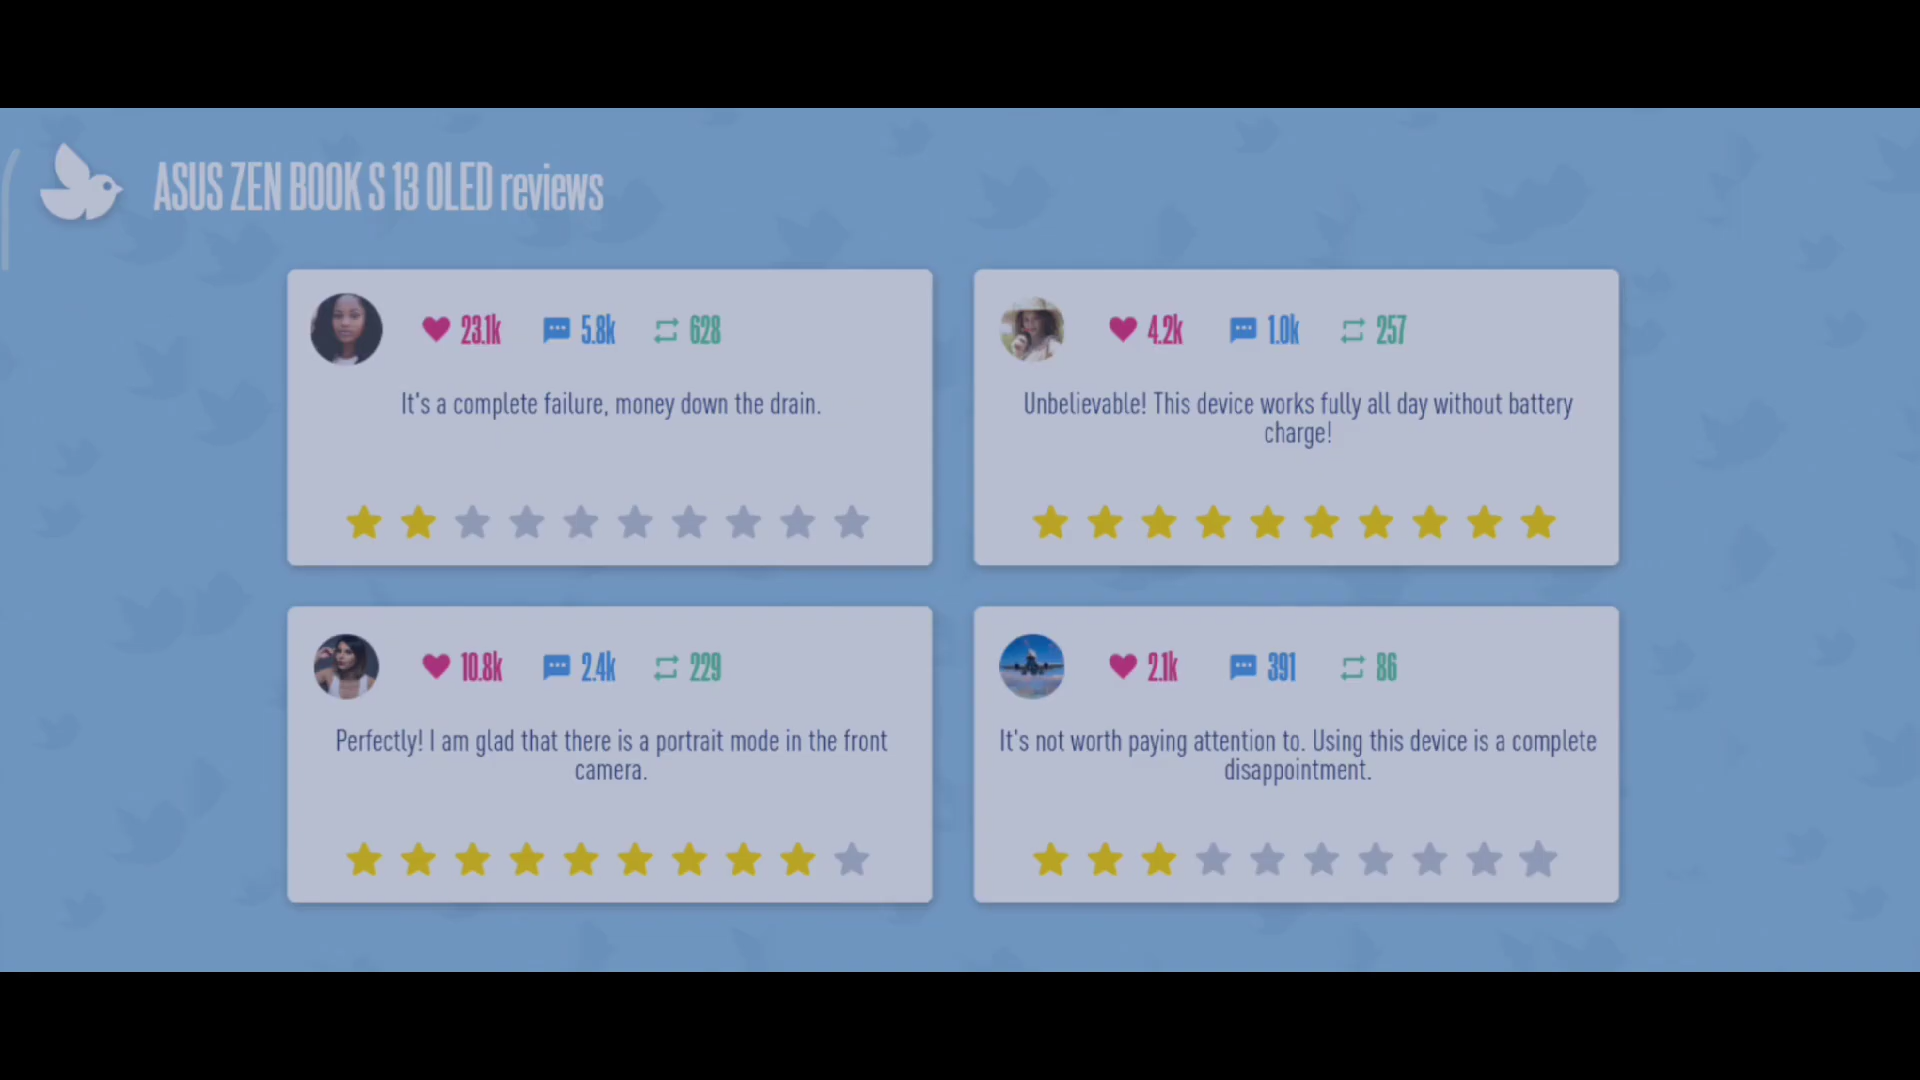 ASUS ZEN BOOK S 13 OLED reviews
23.1k 5.8k 628
It's a complete failure, money down the drain.
4.2k 1.0k 257
Unbelievable! This device works fully all day without battery
charge!
10.8k 2.4k 229
Perfectly! I am glad that there is a portrait mode in the front
camera.
2.1k 391 86
It's not worth paying attention to. Using this device is a complete
disappointment.